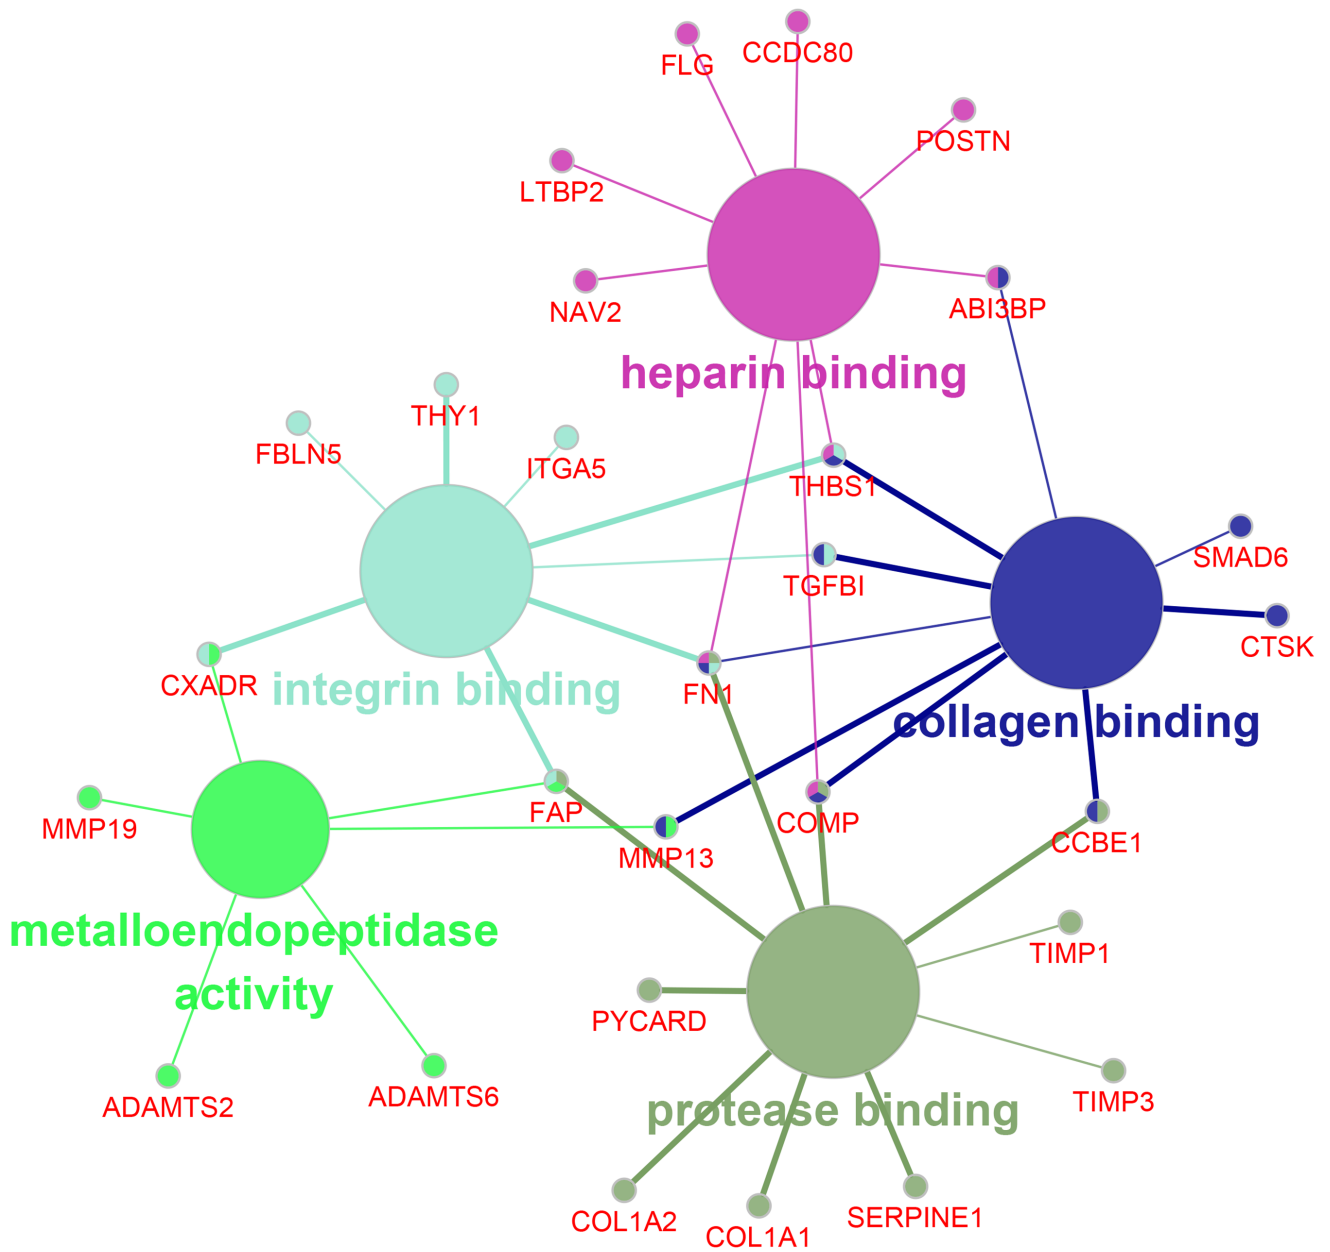 CCDC80
FLG
POSTN
LTBP2
NAV2
ABI3BP
heparin binding
THY1
FBLN5
ITGA5
THBS1
SMAD6
TGFBI
CTSK
CXADR
integrin binding
FN1
collagen binding
MMP19
FAP
COMP
CCBE1
MMP13
metalloendopeptidase
activity
TIMP1
PYCARD
TIMP3
ADAMTS6
ADAMTS2
protease binding
COL1A2
SERPINE1
COL1A1